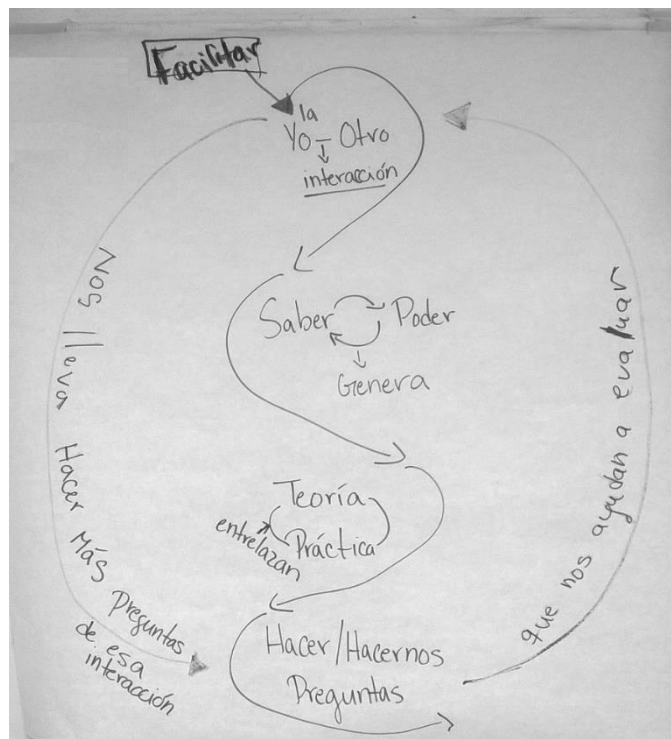 Facilitar
la
Yo – Otro
interacción
Saber Poder
Genera
Teoría
entrelazan
Práctica
Hacer/Hacernos
Preguntas
Nos lleva Hacer Más Preguntas
de esa
interacción
que nos ayudan a evaluar